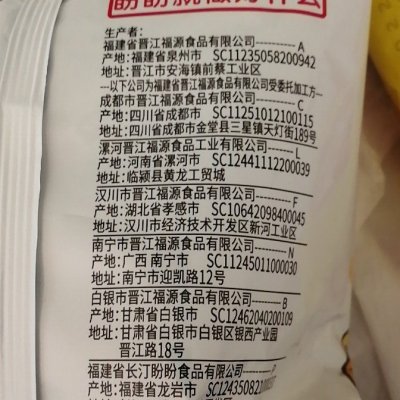 盼盼
生产者:
福建省晋江福源食品有限公司----------A
产地:福建省泉州市 SC11235058200942
地址:晋江市安海镇前蔡工业区
---以下公司为福建省晋江福源食品有限公司受委托加工方---
成都市晋江福源食品有限公司----------C
产地:四川省成都市 SC11251012100115
地址:四川省成都市金堂县三星镇天灯街189号
漯河晋江福源食品工业有限公司----------L
产地:河南省漯河市 SC12441112200039
地址:临颍县黄龙工贸城
汉川市晋江福源食品有限公司----------F
产地:湖北省孝感市 SC10642098400045
地址:汉川市经济技术开发区新河工业区
南宁市晋江福源食品有限公司----------N
产地:广西 南宁市 SC11245011000030
地址:南宁市迎凯路12号
白银市晋江福源食品有限公司----------B
产地:甘肃省白银市 SC12462040200109
地址:甘肃省白银市白银区银西产业园
晋江路18号
福建省长汀盼盼食品有限公司----------P
产地:福建省龙岩市